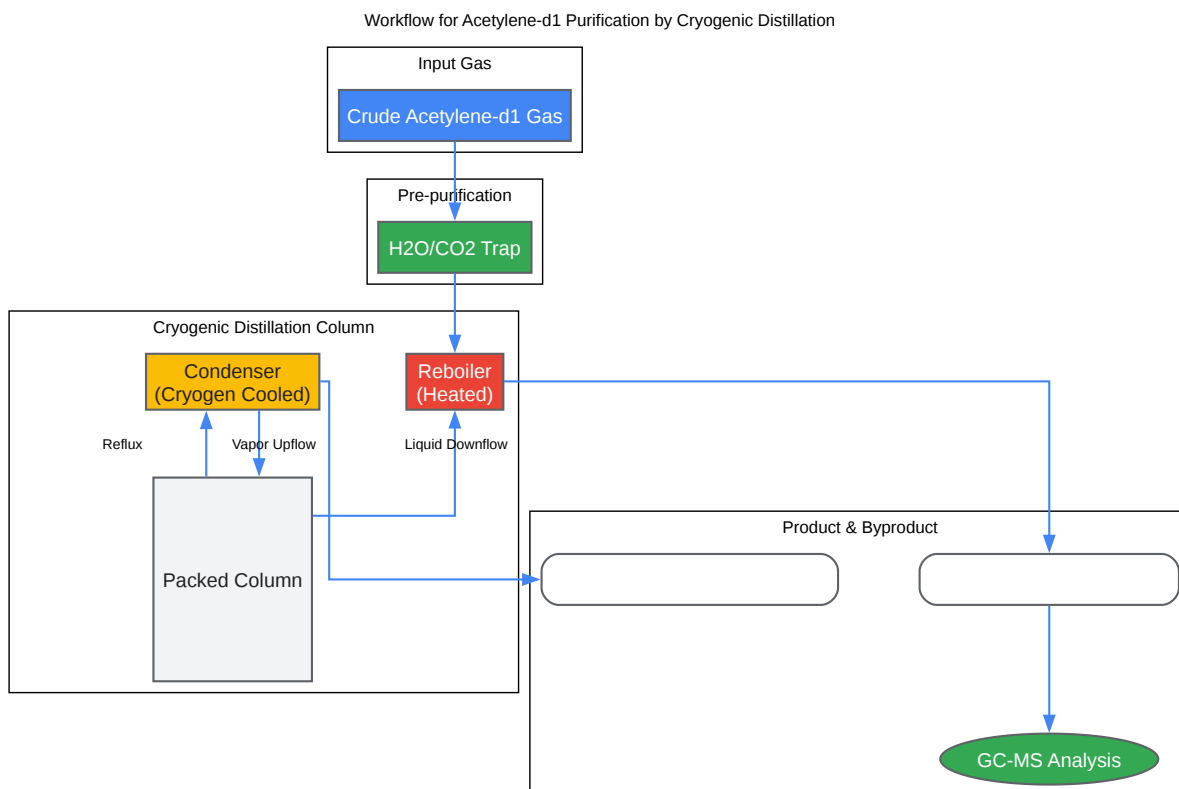 Workflow for Acetylene-d1 Purification by Cryogenic Distillation
Input Gas
Crude Acetylene-d1 Gas
Pre-purification
H2O/CO2 Trap
Cryogenic Distillation Column
Condenser
(Cryogen Cooled)
Reboiler
(Heated)
Reflux
Vapor Upflow
Liquid Downflow
Packed Column
Product & Byproduct
GC-MS Analysis